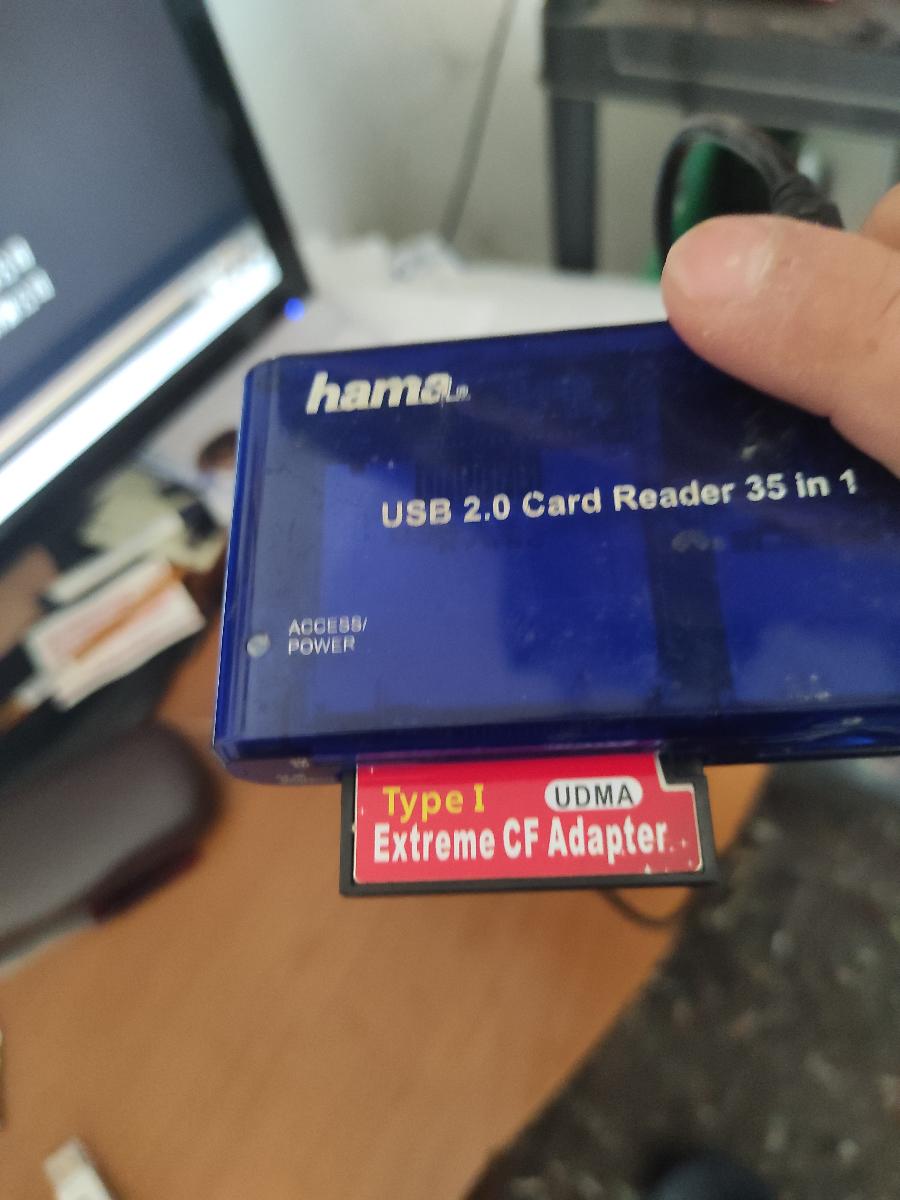 hama®
USB 2.0 Card Reader 35 in 1
ACCESS/
POWER
Type I UDMA
Extreme CF Adapter